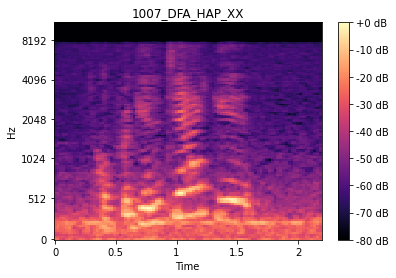 1007_DFA_HAP_XX
+0 dB
8192
-10 dB
4096
-20 dB
-30 dB
2048
Hz
-40 dB
1024
-50 dB
512
-60 dB
-70 dB
0
-80 dB
0 0.5 1 1.5 2
Time